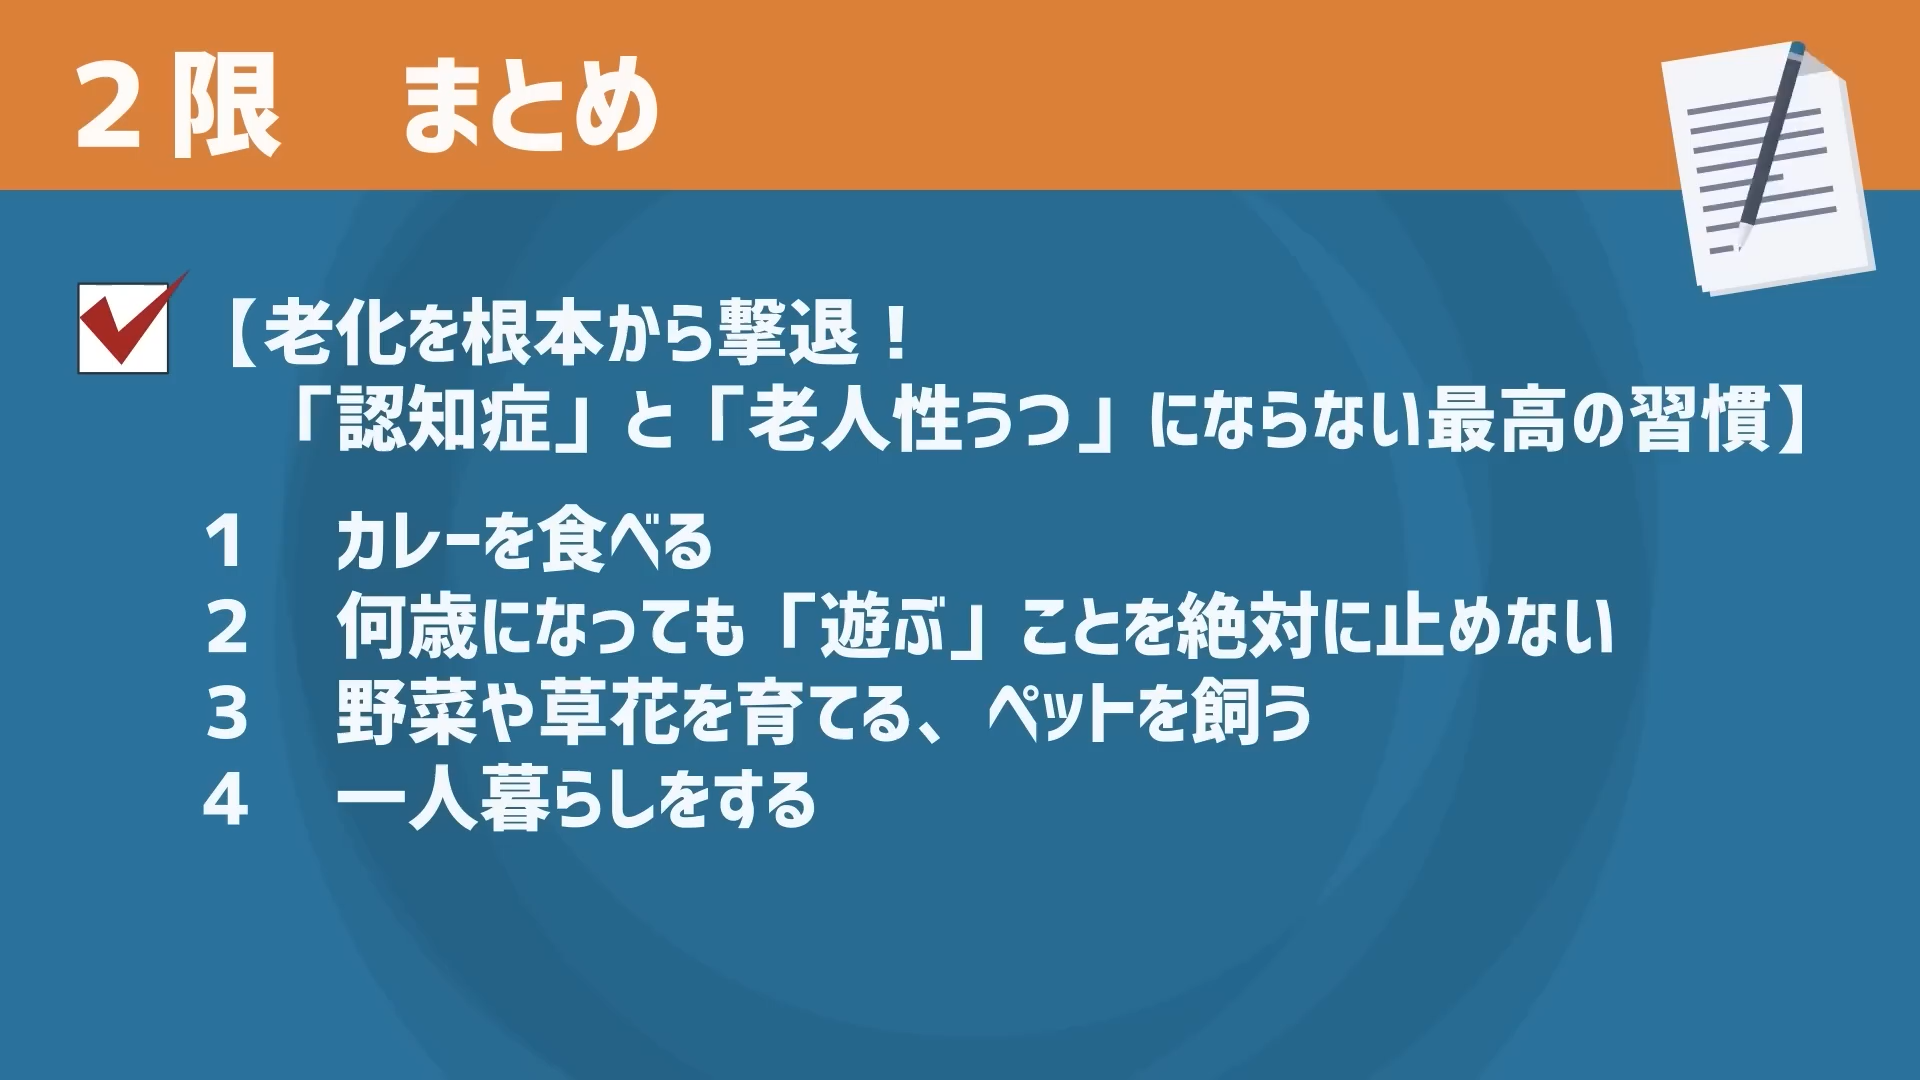 2限　まとめ
【老化を根本から撃退！
「認知症」と「老人性うつ」にならない最高の習慣】
1　カレーを食べる
2　何歳になっても「遊ぶ」ことを絶対に止めない
3　野菜や草花を育てる、ペットを飼う
4　一人暮らしをする